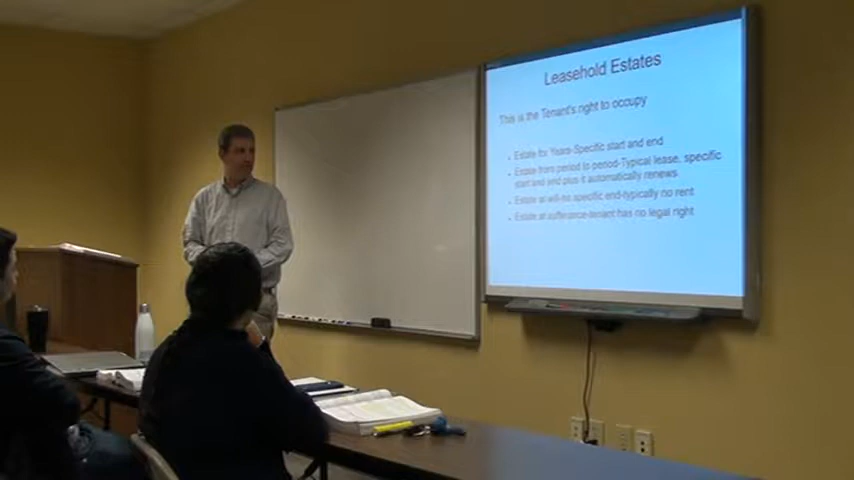 Leasehold Estates
This is the Tenant's right to occupy
• Estate for Years-Specific start and end
• Estate from period to period-Typical lease, specific
start and end plus it automatically renews
• Estate at will-no specific end-typically no rent
• Estate at sufferance-tenant has no legal right